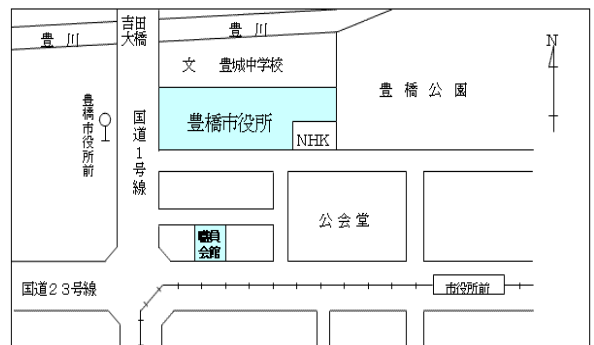 吉田
大橋
豊 川
豊 川
N
文 豊城中学校
豊橋公園
豊橋市役所前
国道1号線
豊橋市役所
NHK
公会堂
職員
会館
国道23号線
市役所前